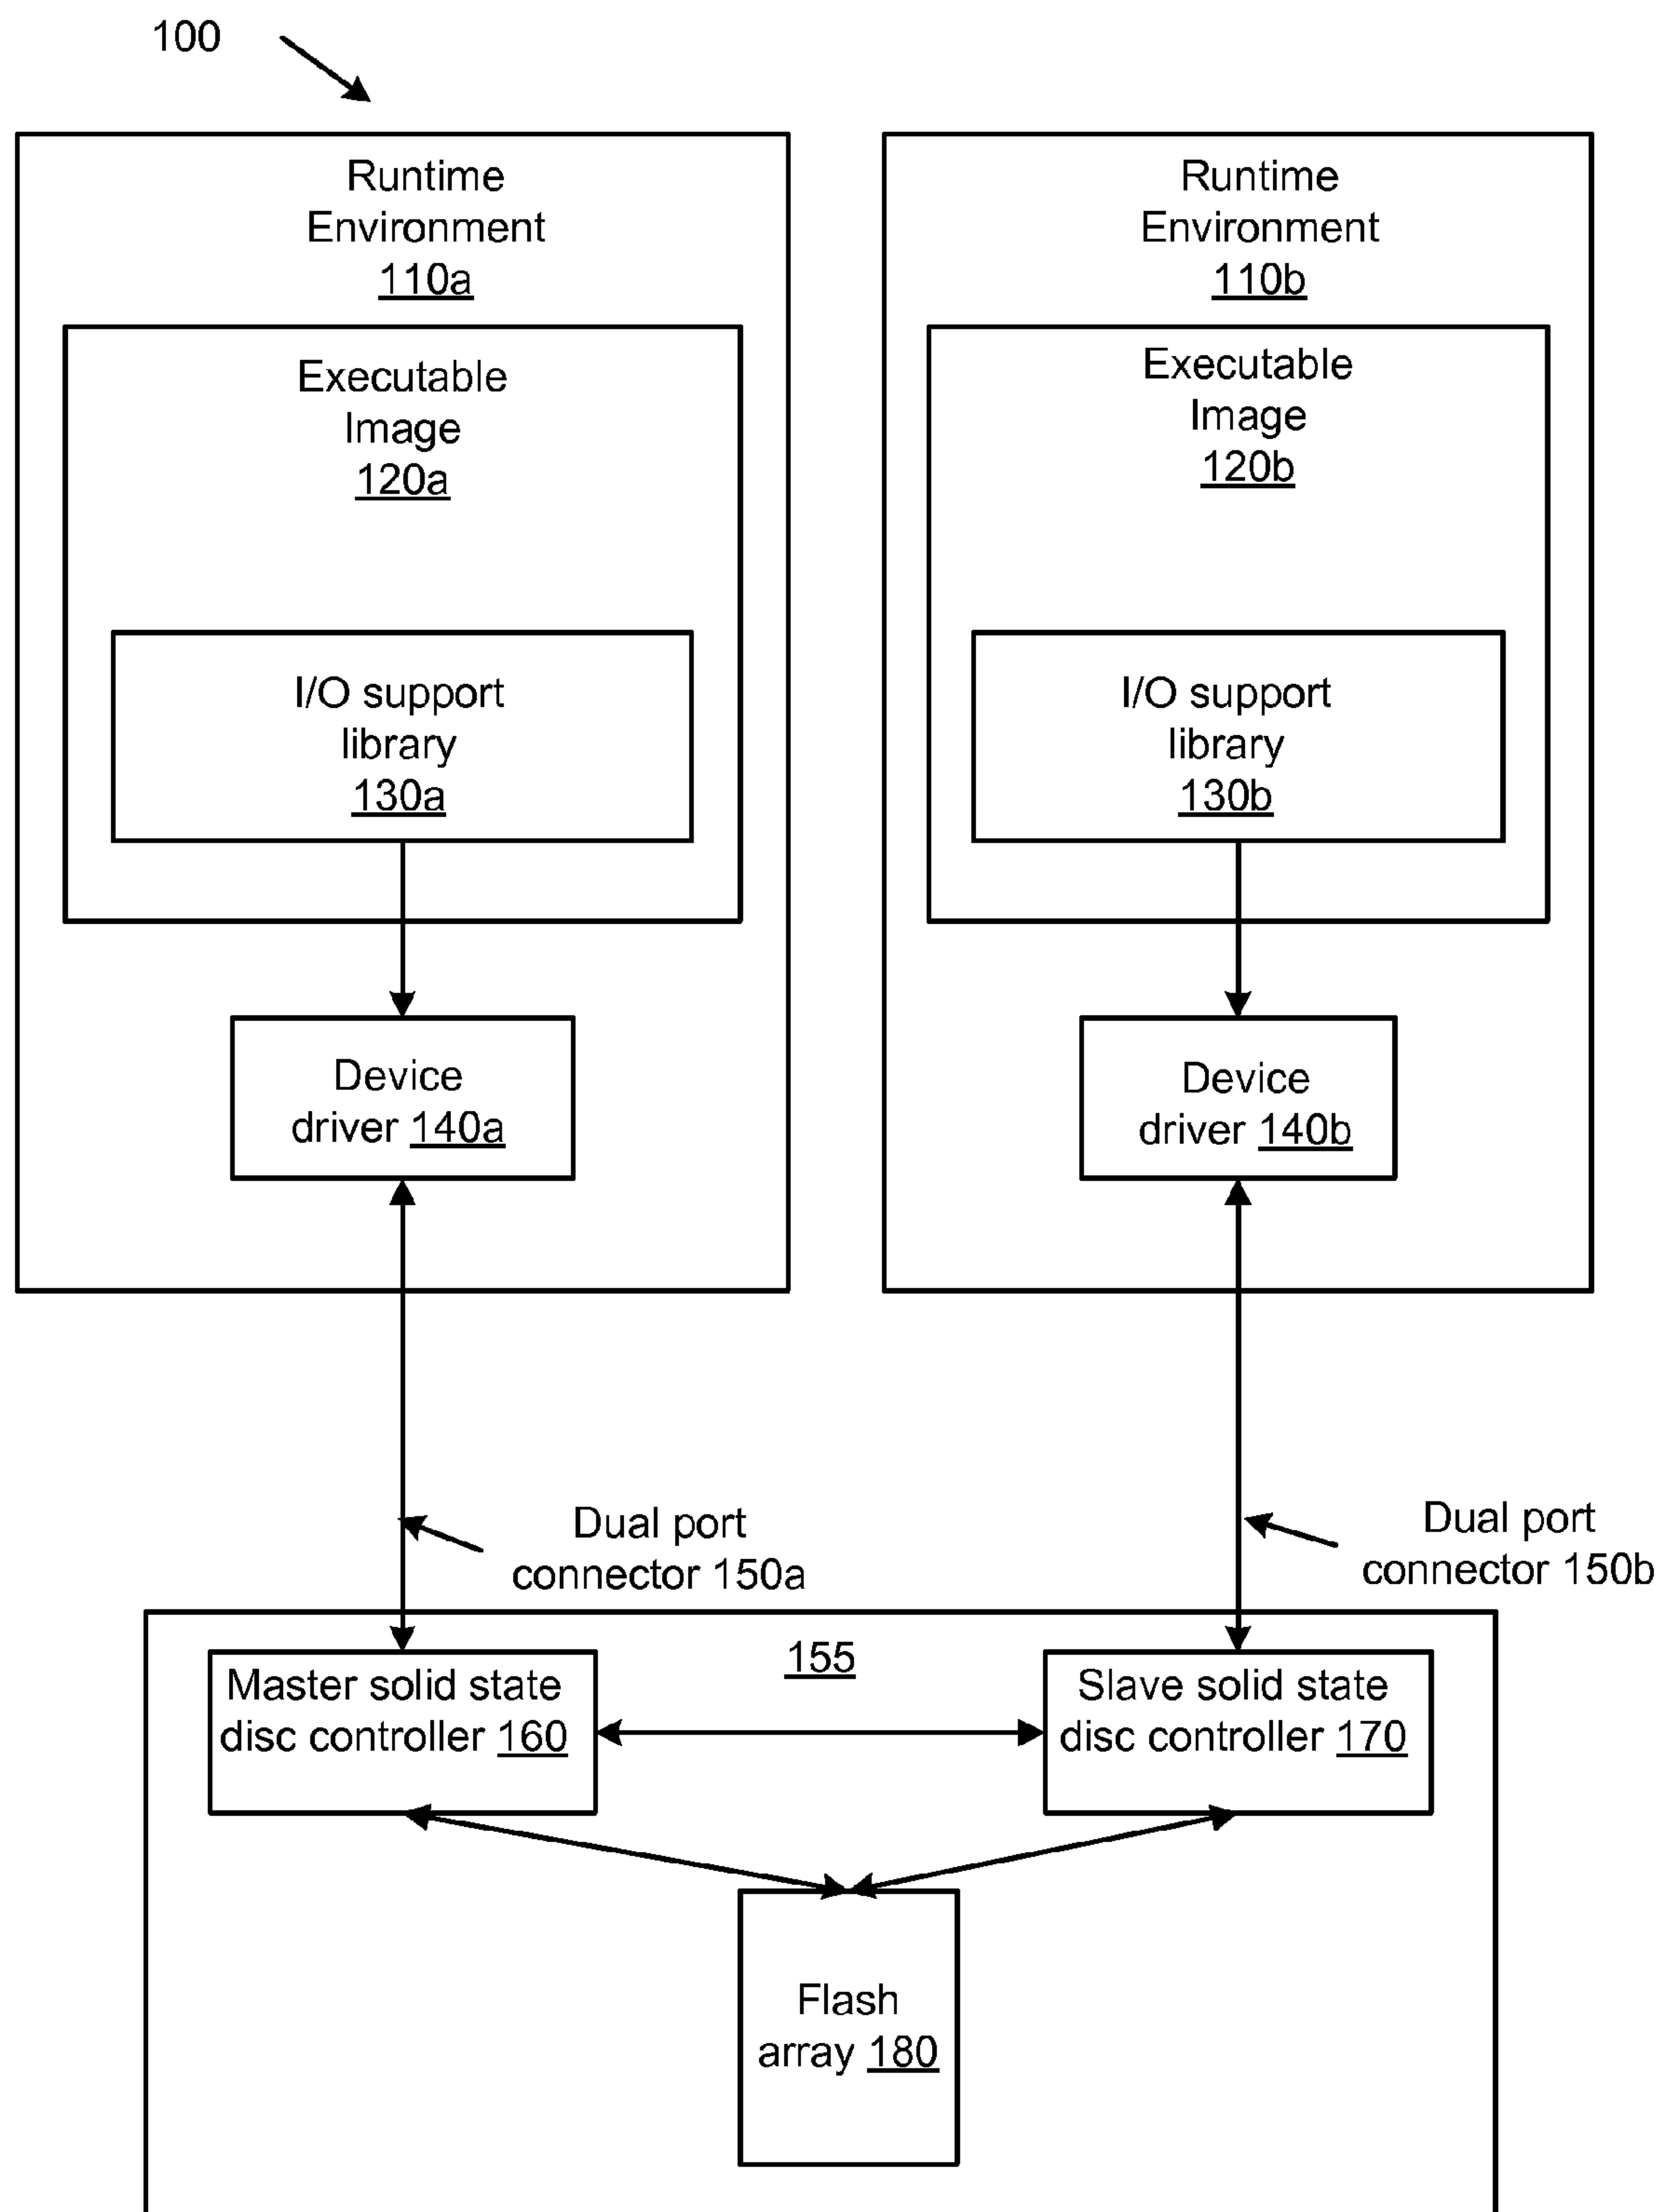 100
Runtime
Environment
110a
Executable
Image
120a
I/O support
library
130a
Device
driver 140a
Runtime
Environment
110b
Executable
Image
120b
I/O support
library
130b
Device
driver 140b
Dual port
connector 150a
Dual port
connector 150b
155
Master solid state
disc controller 160
Slave solid state
disc controller 170
Flash
array 180